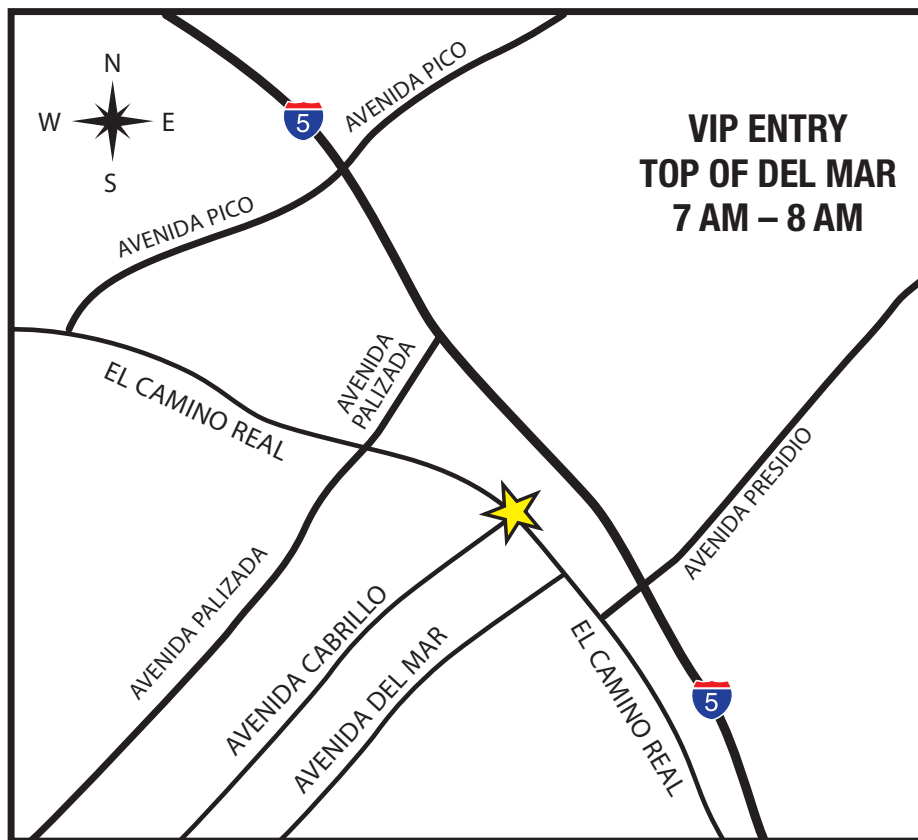 N
W
E
S
5
AVENIDA PICO
VIP ENTRY
TOP OF DEL MAR
7 AM – 8 AM
AVENIDA PICO
EL CAMINO REAL
AVENIDA
PALIZADA
AVENIDA PRESIDIO
AVENIDA PALIZADA
AVENIDA CABRILLO
AVENIDA DEL MAR
EL CAMINO REAL
5